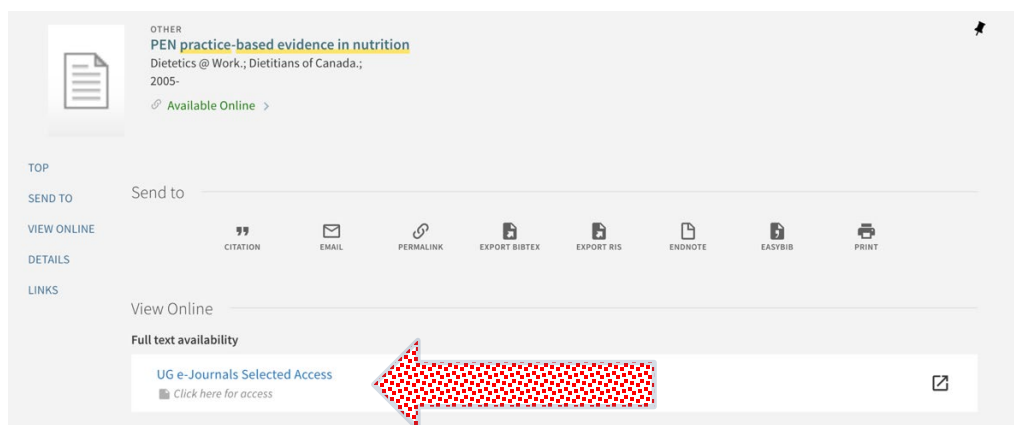 OTHER
PEN practice-based evidence in nutrition
Dietetics @ Work.; Dietitians of Canada.;
2005-
Available Online >
TOP
SEND TO
VIEW ONLINE
DETAILS
LINKS
Send to
CITATION EMAIL PERMALINK EXPORT BIBTEX EXPORT RIS ENDNOTE EASYBIB PRINT
View Online
Full text availability
UG e-Journals Selected Access
Click here for access